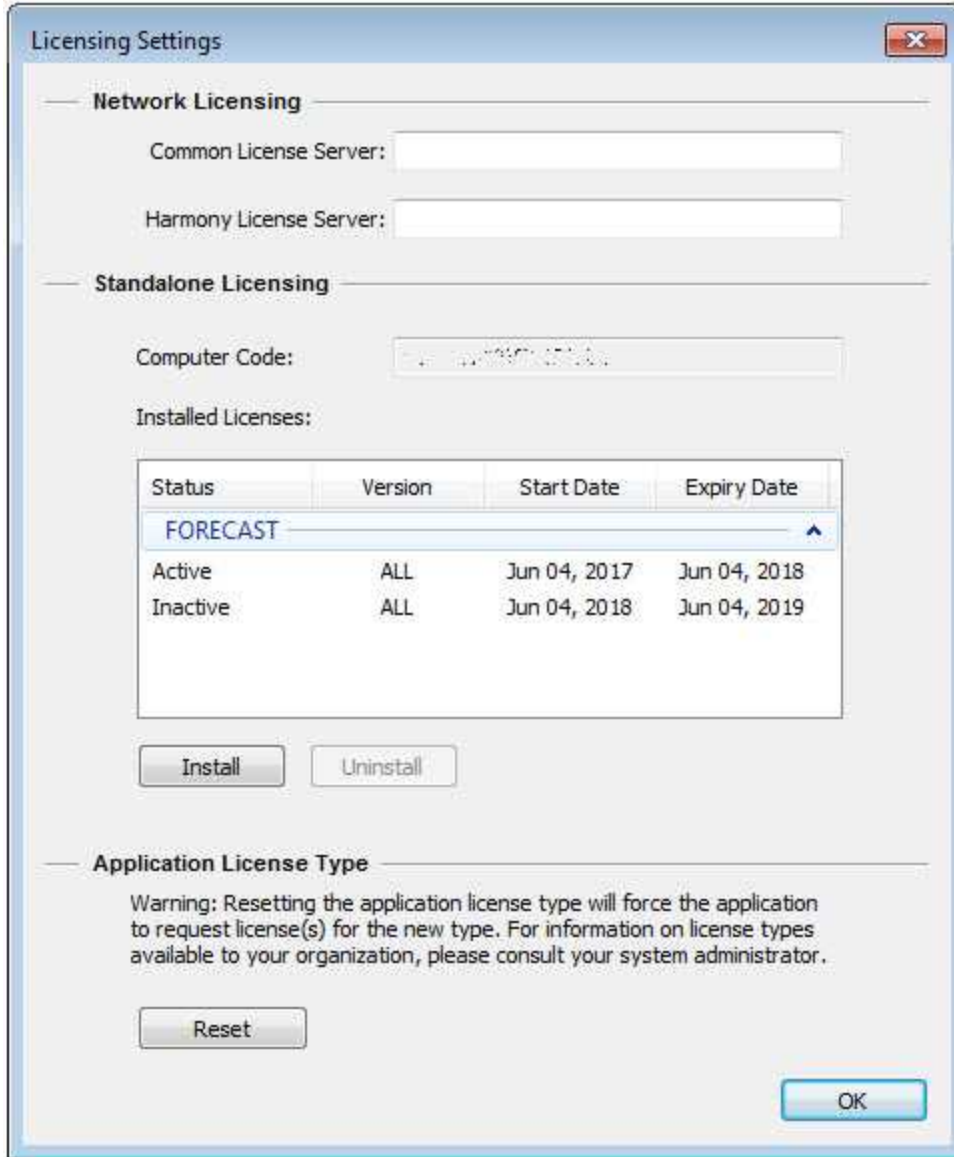 Licensing Settings
Network Licensing
Common License Server:
Harmony License Server:
Standalone Licensing
Computer Code:
Installed Licenses:
Status Version Start Date Expiry Date
FORECAST
Active ALL Jun 04, 2017 Jun 04, 2018
Inactive ALL Jun 04, 2018 Jun 04, 2019
Install Uninstall
Application License Type
Warning: Resetting the application license type will force the application
to request license(s) for the new type. For information on license types
available to your organization, please consult your system administrator.
Reset
OK